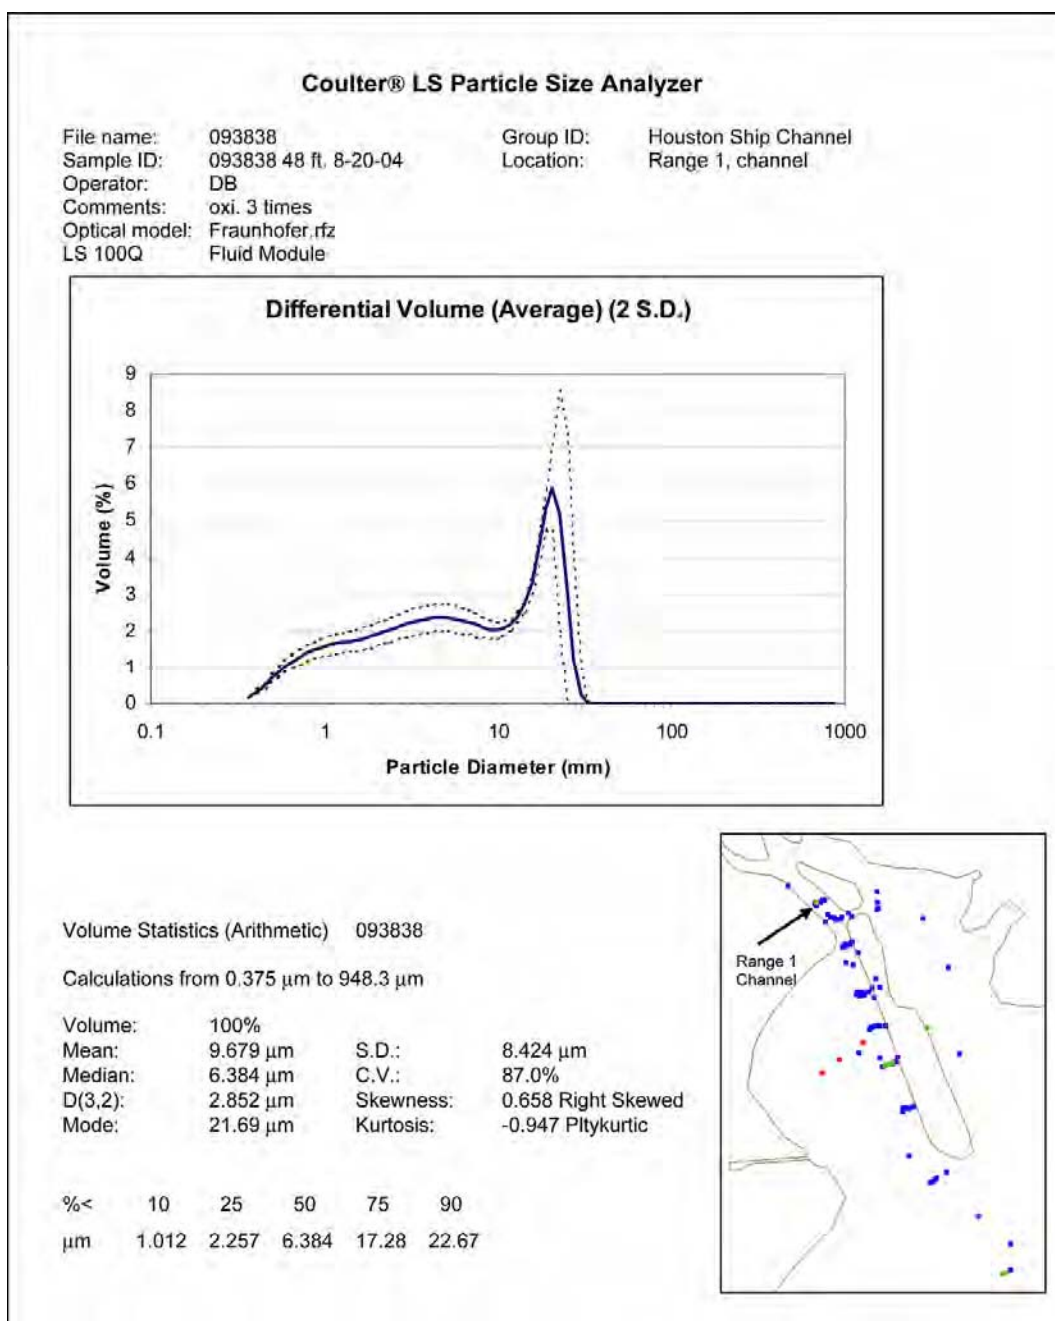 Coulter® LS Particle Size Analyzer
File name: 093838 Group ID: Houston Ship Channel
Sample ID: 093838 48 ft. 8-20-04 Location: Range 1, channel
Operator: DB
Comments: oxi. 3 times
Optical model: Fraunhofer.rfz
LS 100Q Fluid Module
Differential Volume (Average) (2 S.D.)
9
8
7
6
5
4
3
2
1
0
Volume (%)
0.1 1 10 100 1000
Particle Diameter (mm)
Volume Statistics (Arithmetic) 093838
Calculations from 0.375 μm to 948.3 μm
Volume: 100%
Mean: 9.679 μm S.D.: 8.424 μm
Median: 6.384 μm C.V.: 87.0%
D(3,2): 2.852 μm Skewness: 0.658 Right Skewed
Mode: 21.69 μm Kurtosis: -0.947 Pltykurtic
%< 10 25 50 75 90
μm 1.012 2.257 6.384 17.28 22.67
Range 1
Channel